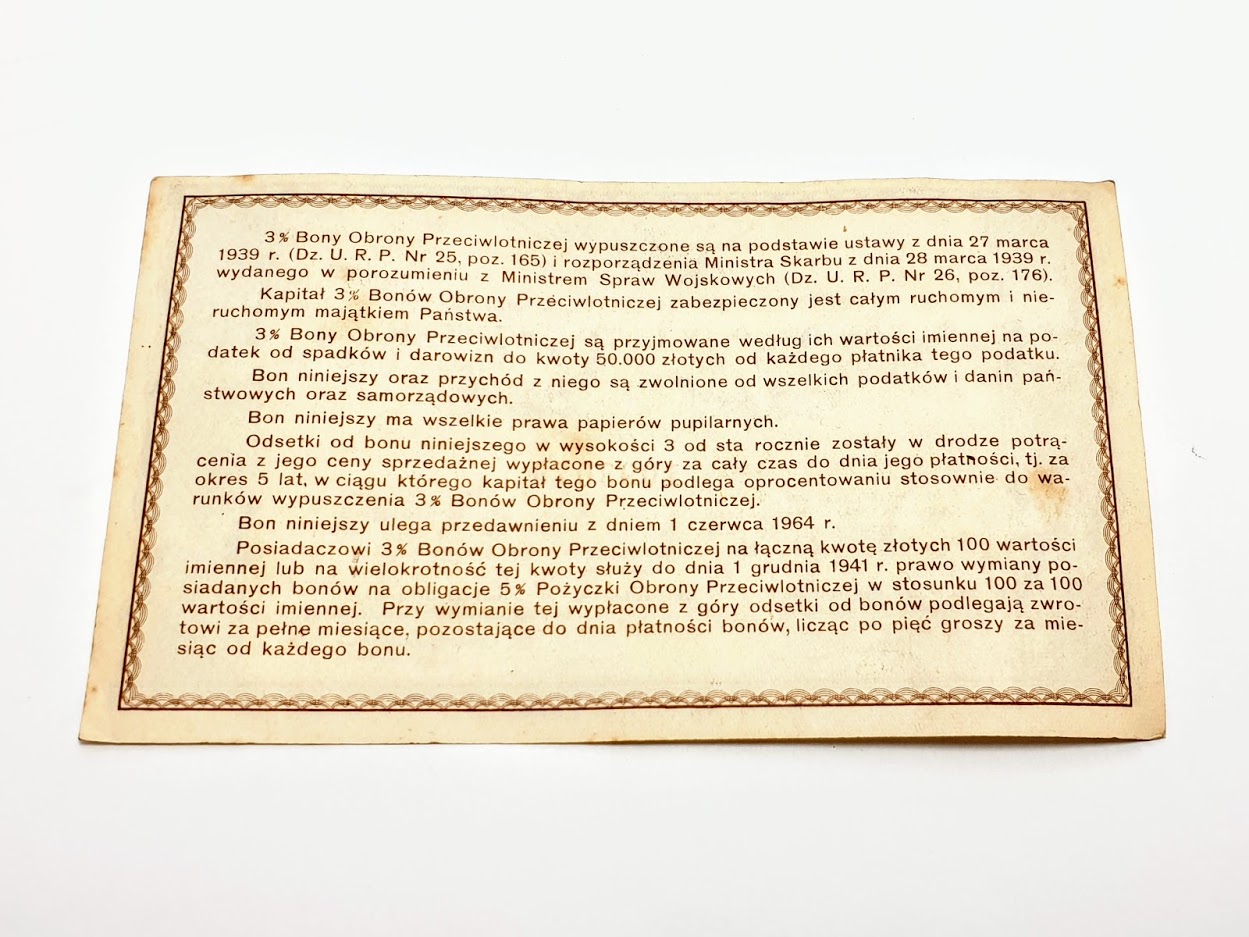 3% Bony Obrony Przeciwlotniczej wypuszczone są na podstawie ustawy z dnia 27 marca
1939 r. (Dz. U. R. P. Nr 25, poz. 165) i rozporządzenia Ministra Skarbu z dnia 28 marca 1939 r.
wydanego w porozumieniu z Ministrem Spraw Wojskowych (Dz. U. R. P. Nr 26, poz. 176).
Kapitał 3% Bonów Obrony Przeciwlotniczej zabezpieczony jest całym ruchomym i nie-
ruchomym majątkiem Państwa.
3% Bony Obrony Przeciwlotniczej są przyjmowane według ich wartości imiennej na po-
datek od spadków i darowizn do kwoty 50.000 złotych od każdego płatnika tego podatku.
Bon niniejszy oraz przychód z niego są zwolnione od wszelkich podatków i danin pań-
stwowych oraz samorządowych.
Bon niniejszy ma wszelkie prawa papierów pupilarnych.
Odsetki od bonu niniejszego w wysokości 3 od sta rocznie zostały w drodze potrą-
cenia z jego ceny sprzedażnej wypłacone z góry za cały czas do dnia jego płatności, tj. za
okres 5 lat, w ciągu którego kapitał tego bonu podlega oprocentowaniu stosownie do wa-
runków wypuszczenia 3% Bonów Obrony Przeciwlotniczej.
Bon niniejszy ulega przedawnieniu z dniem 1 czerwca 1964 r.
Posiadaczowi 3% Bonów Obrony Przeciwlotniczej na łączną kwotę złotych 100 wartości
imiennej lub na wielokrotność tej kwoty służy do dnia 1 grudnia 1941 r. prawo wymiany po-
siadanych bonów na obligacje 5% Pożyczki Obrony Przeciwlotniczej w stosunku 100 za 100
wartości imiennej. Przy wymianie tej wypłacone z góry odsetki od bonów podlegają zwro-
towi za pełne miesiące, pozostające do dnia płatności bonów, licząc po pięć groszy za mie-
siąc od każdego bonu.